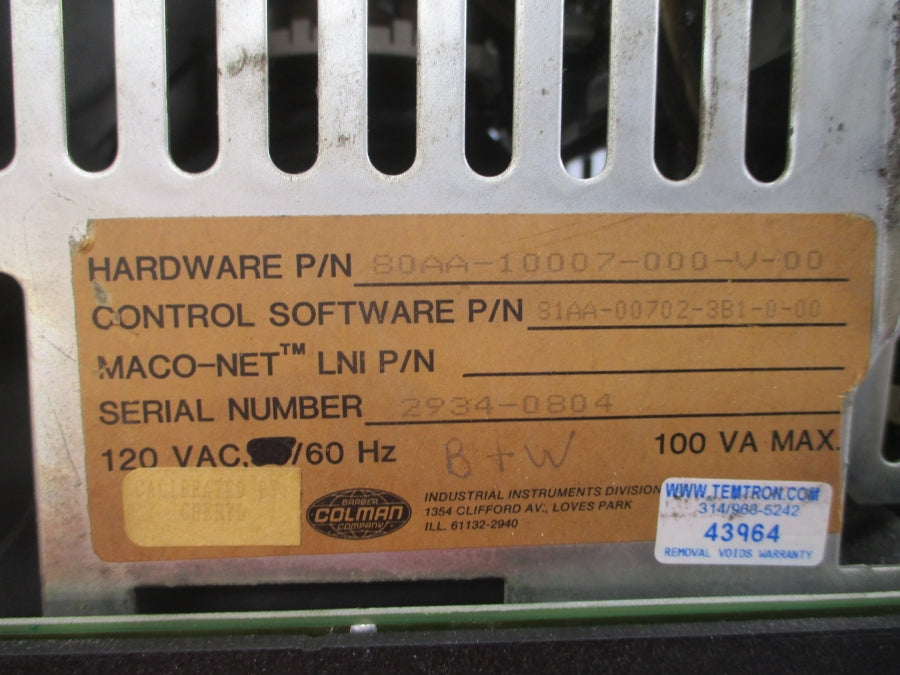 HARDWARE P/N 80AA-10007-000-V-00
CONTROL SOFTWARE P/N 81AA-00702-3B1-0-00
MACO-NET™ LNI P/N
SERIAL NUMBER 2934-0804
120 VAC, /60 Hz B+W 100 VA MAX.
CALIBRATED BY
BARBER
COLMAN
COMPANY
INDUSTRIAL INSTRUMENTS DIVISION
1354 CLIFFORD AV., LOVES PARK
ILL. 61132-2940
WWW.TEMTRON.COM
314/968-5242
43964
REMOVAL VOIDS WARRANTY